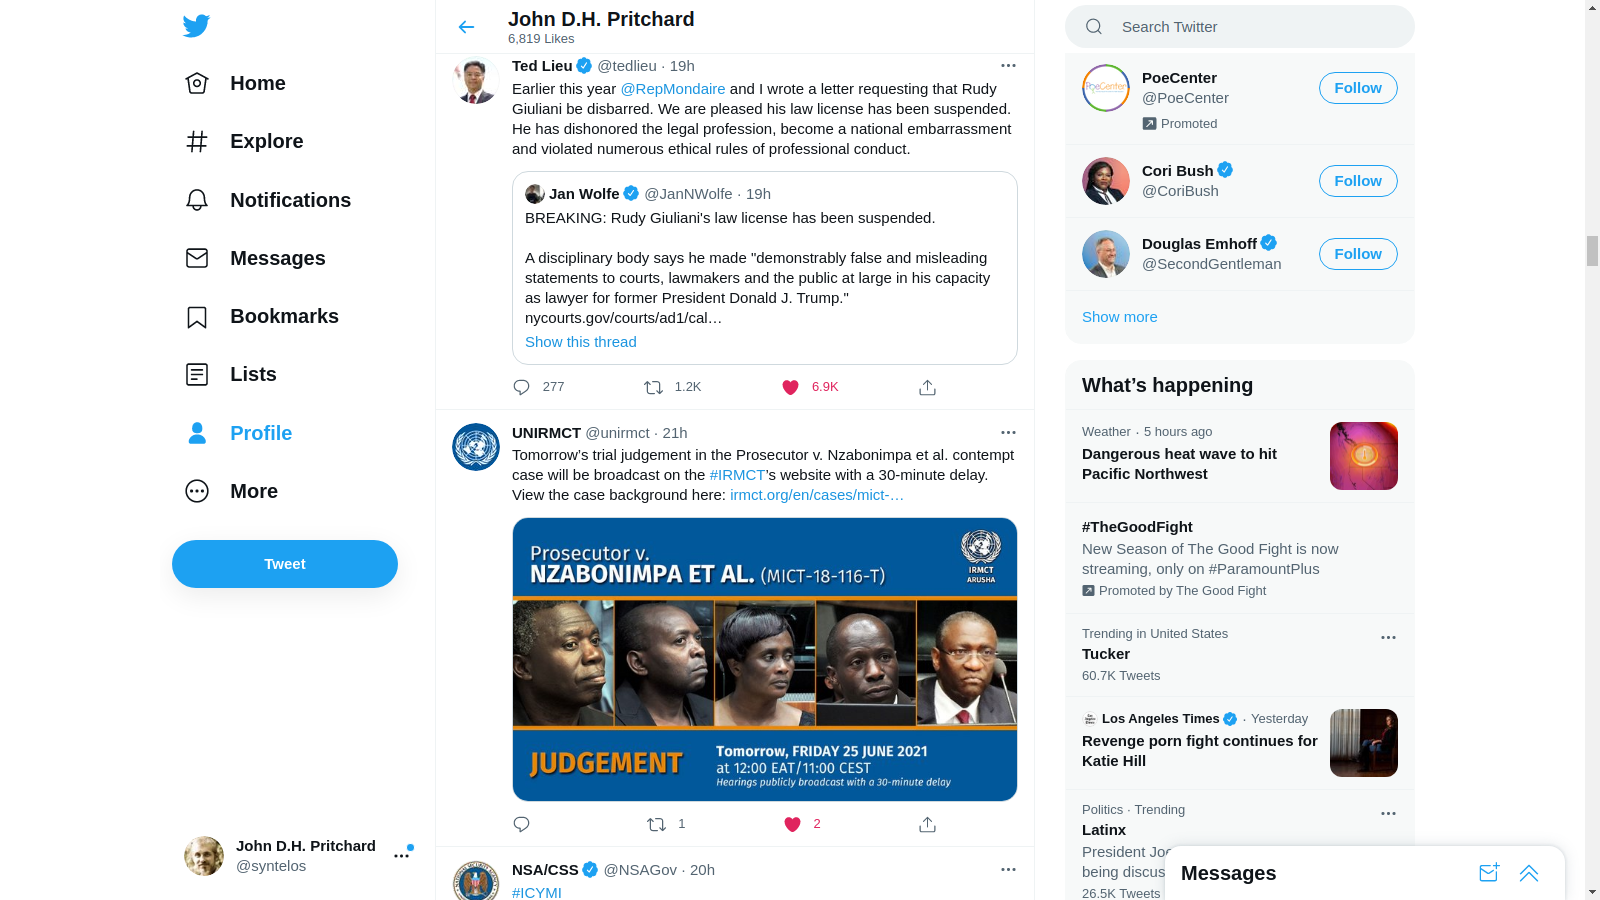 Home
Explore
Notifications
Messages
Bookmarks
Lists
Profile
More
Tweet
John D.H. Pritchard
@syntelos
John D.H. Pritchard
6,819 Likes
Ted Lieu @tedlieu · 19h
Earlier this year @RepMondaire and I wrote a letter requesting that Rudy
Giuliani be disbarred. We are pleased his law license has been suspended.
He has dishonored the legal profession, become a national embarrassment
and violated numerous ethical rules of professional conduct.
Jan Wolfe @JanNWolfe · 19h
BREAKING: Rudy Giuliani's law license has been suspended.
A disciplinary body says he made "demonstrably false and misleading
statements to courts, lawmakers and the public at large in his capacity
as lawyer for former President Donald J. Trump."
nycourts.gov/courts/ad1/cal…
Show this thread
277 1.2K 6.9K
UNIRMCT @unirmct · 21h
Tomorrow's trial judgement in the Prosecutor v. Nzabonimpa et al. contempt
case will be broadcast on the #IRMCT's website with a 30-minute delay.
View the case background here: irmct.org/en/cases/mict-…
Prosecutor v.
NZABONIMPA ET AL. (MICT-18-116-T)
IRMCT
ARUSHA
JUDGEMENT
Tomorrow, FRIDAY 25 JUNE 2021
at 12:00 EAT/11:00 CEST
Hearings publicly broadcast with a 30-minute delay
1 2
NSA/CSS @NSAGov · 20h
#ICYMI
Search Twitter
PoeCenter
PoeCenter
@PoeCenter
Promoted
Follow
Cori Bush
@CoriBush
Follow
Douglas Emhoff
@SecondGentleman
Follow
Show more
What's happening
Weather · 5 hours ago
Dangerous heat wave to hit
Pacific Northwest
#TheGoodFight
New Season of The Good Fight is now
streaming, only on #ParamountPlus
Promoted by The Good Fight
Trending in United States
Tucker
60.7K Tweets
Los Angeles Times · Yesterday
Revenge porn fight continues for
Katie Hill
Politics · Trending
Latinx
President Joe
being discus
26.5K Tweets
Messages